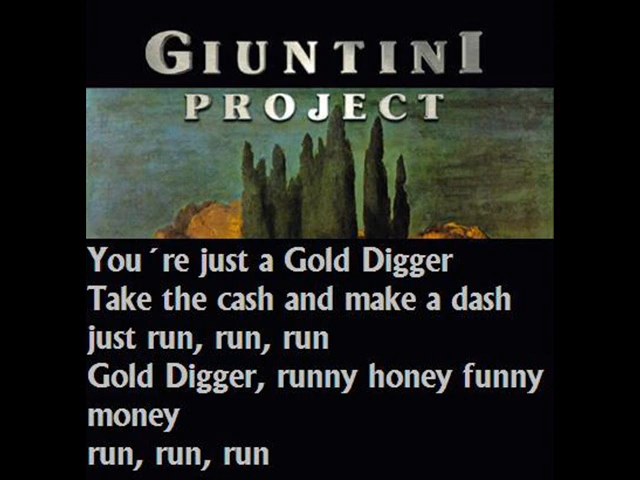 GIUNTINI
PROJECT
You´re just a Gold Digger
Take the cash and make a dash
just run, run, run
Gold Digger, runny honey funny
money
run, run, run